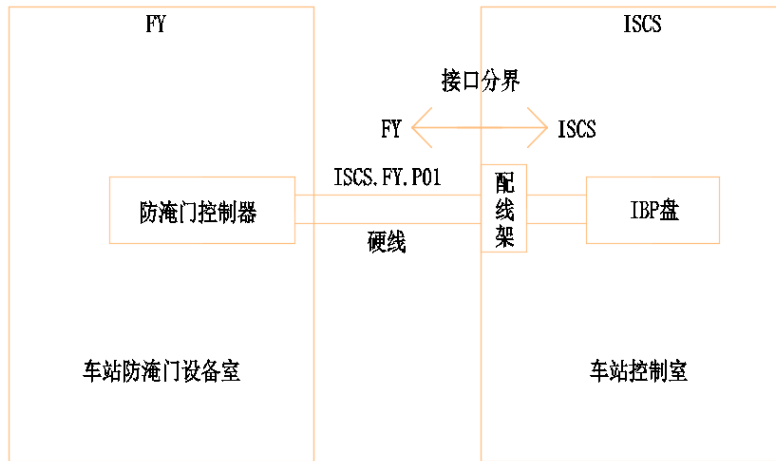 FY
ISCS
接口分界
FY
ISCS
ISCS.FY.P01
防淹门控制器
配线架
IBP盘
硬线
车站防淹门设备室
车站控制室